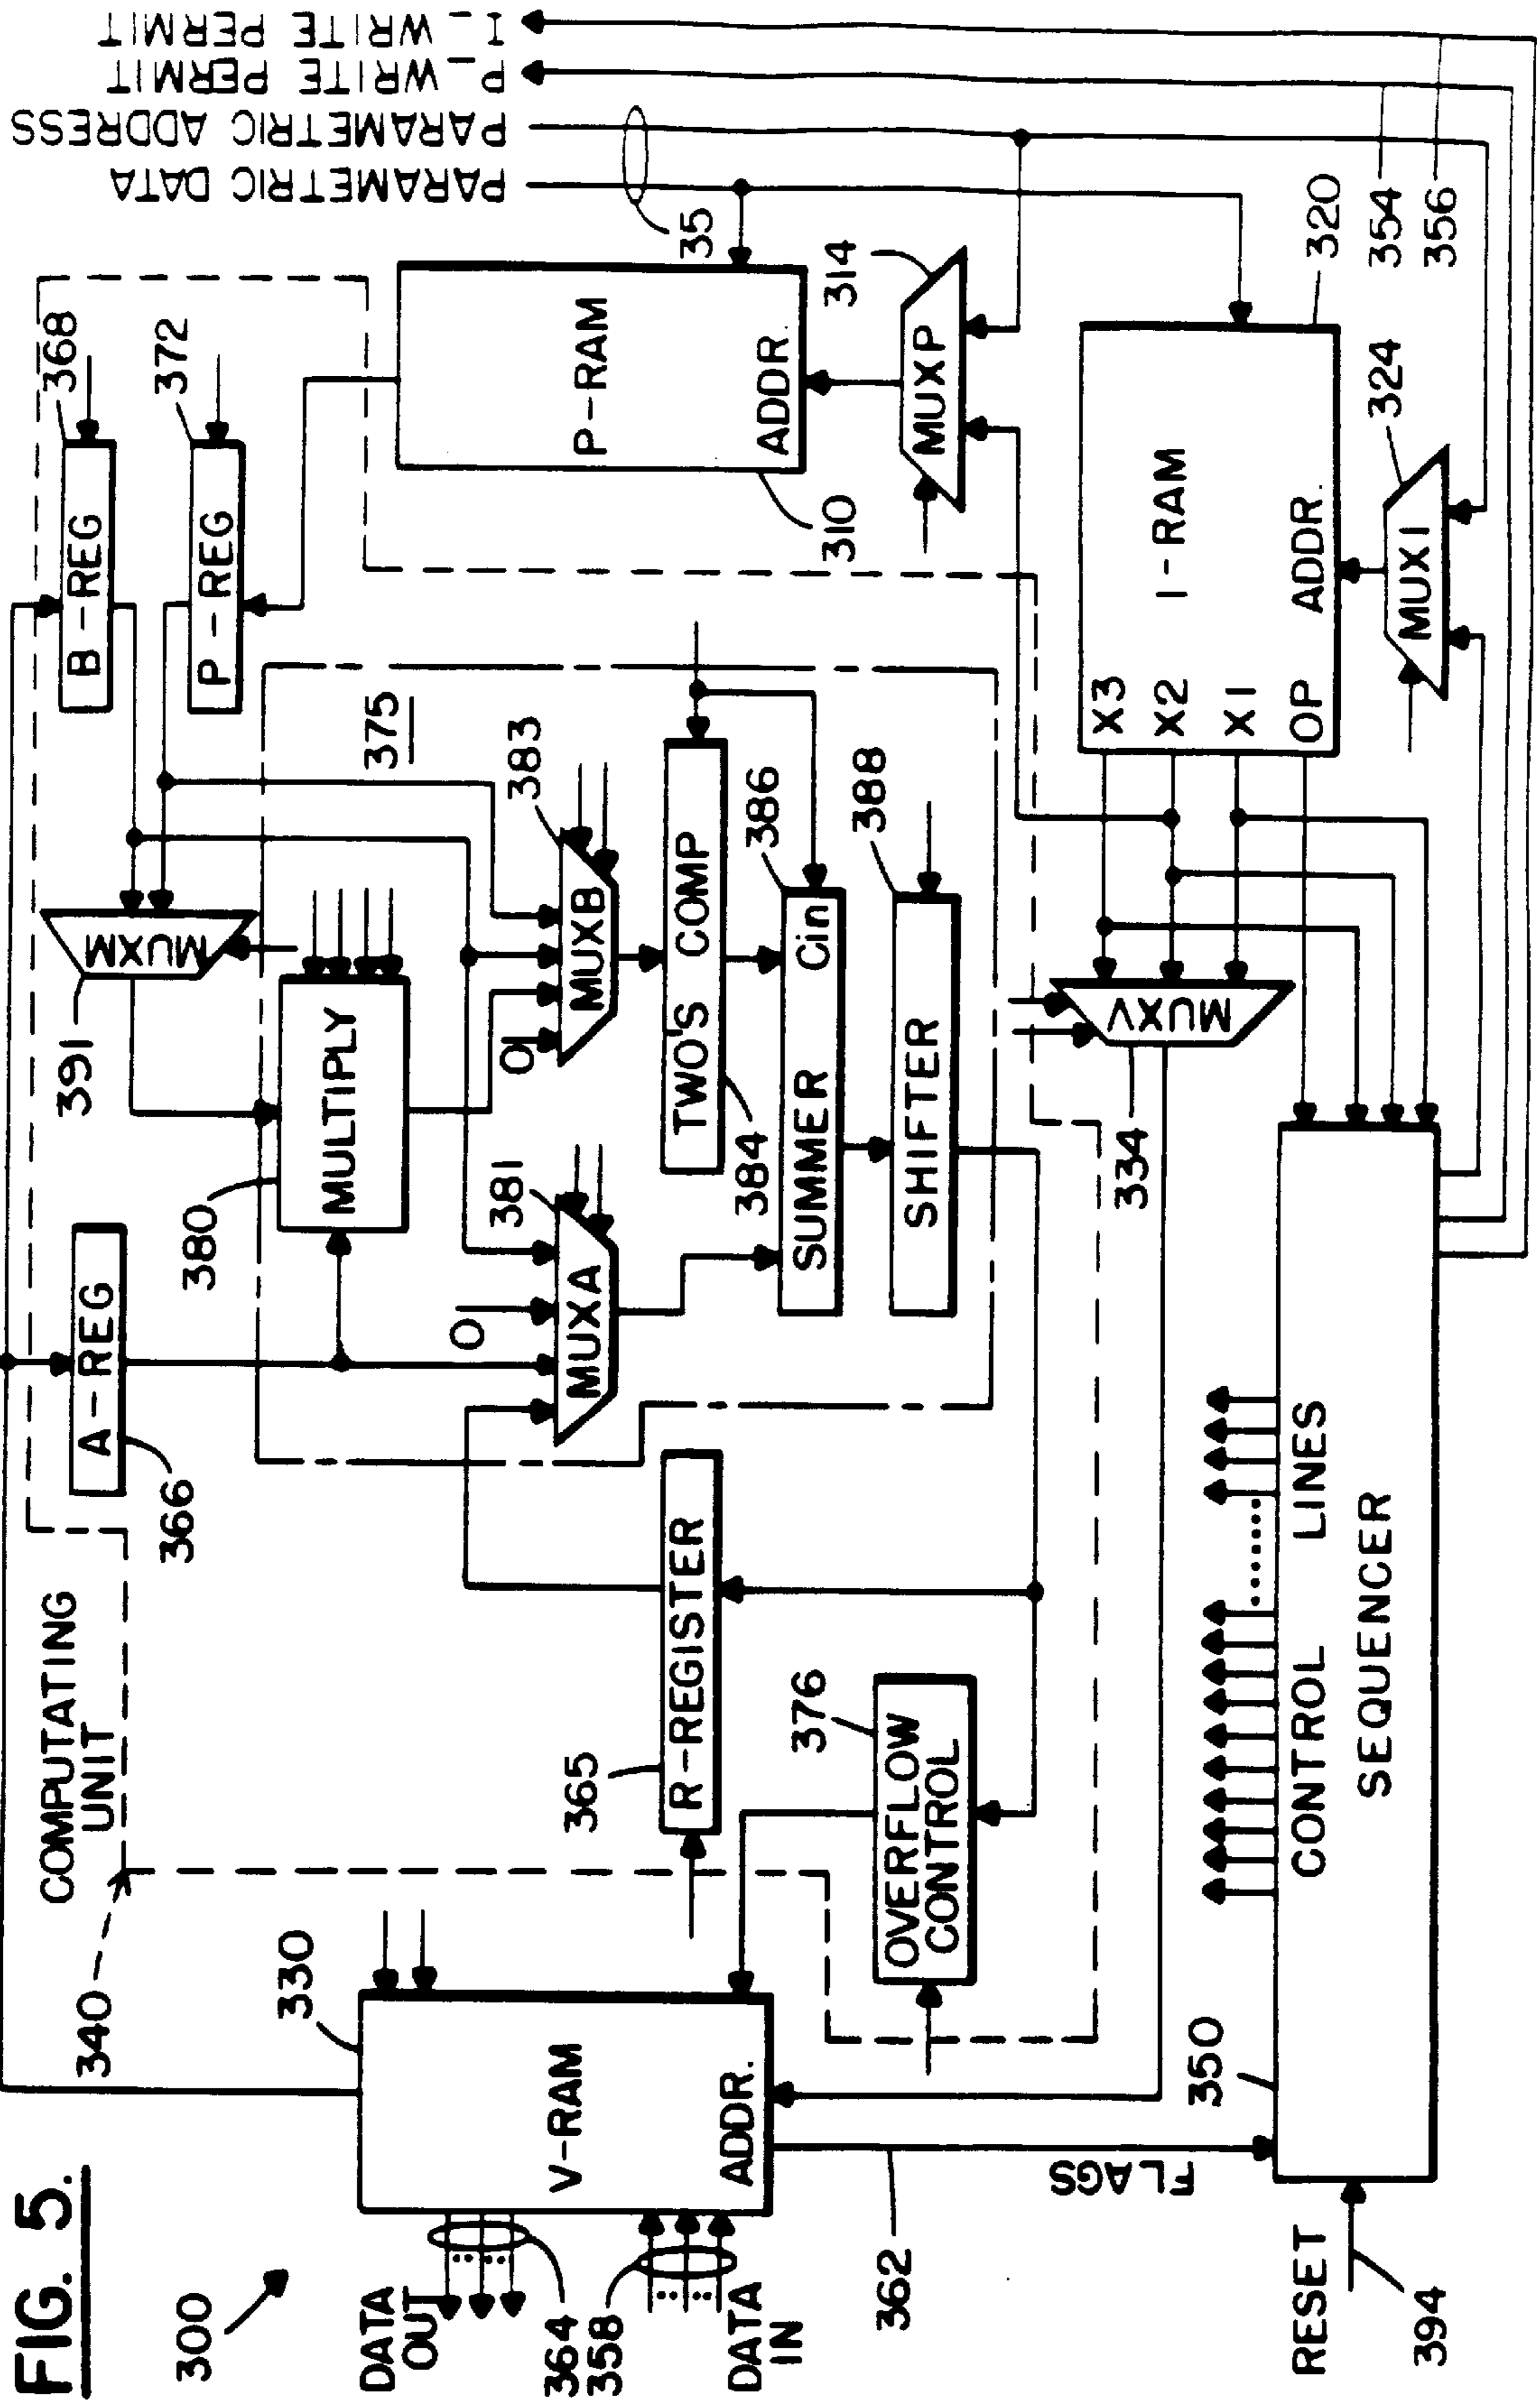 FIG. 5.
300
COMPUTATING
UNIT
340
330
V-RAM
ADDR.
DATA
OUT
364
358
DATA
IN
362
FLAGS
RESET
394
350
CONTROL LINES
SEQUENCER
A-REG
366
365
R-REGISTER
376
OVERFLOW
CONTROL
391
MUXM
380
MULTIPLY
381
MUXA
0
375
383
MUXB
0
TWO'S COMP
384
386
SUMMER
Cin
388
SHIFTER
334
MUXV
B-REG
368
P-REG
372
P-RAM
ADDR.
310
MUXP
314
I-RAM
X3
X2
X1
OP
ADDR.
320
MUX1
324
35
354
356
PARAMETRIC DATA
PARAMETRIC ADDRESS
P_WRITE PERMIT
I_WRITE PERMIT